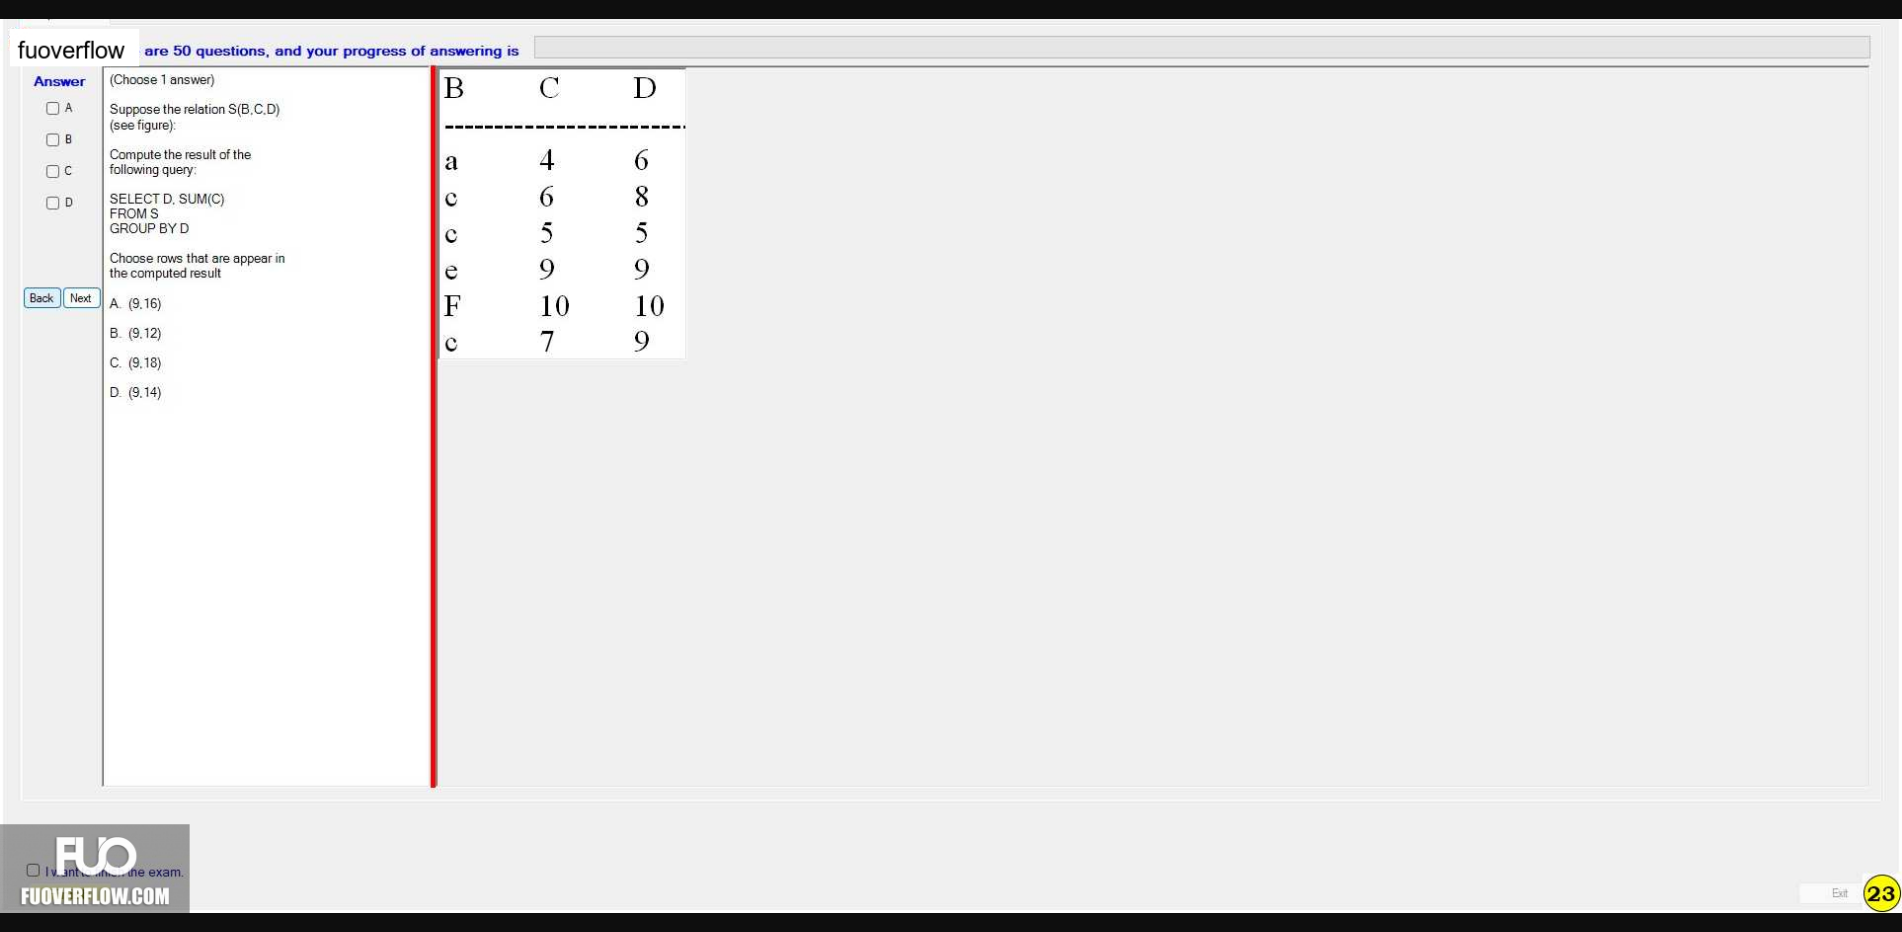 fuoverflow are 50 questions, and your progress of answering is
Answer
A
B
C
D
Back Next
(Choose 1 answer)
Suppose the relation S(B,C,D)
(see figure):
Compute the result of the
following query:
SELECT D, SUM(C)
FROM S
GROUP BY D
Choose rows that are appear in
the computed result
A. (9,16)
B. (9,12)
C. (9,18)
D. (9,14)
B C D
a 4 6
c 6 8
c 5 5
e 9 9
F 10 10
c 7 9
FUO
I want to finish the exam.
FUOVERFLOW.COM
Exit
23